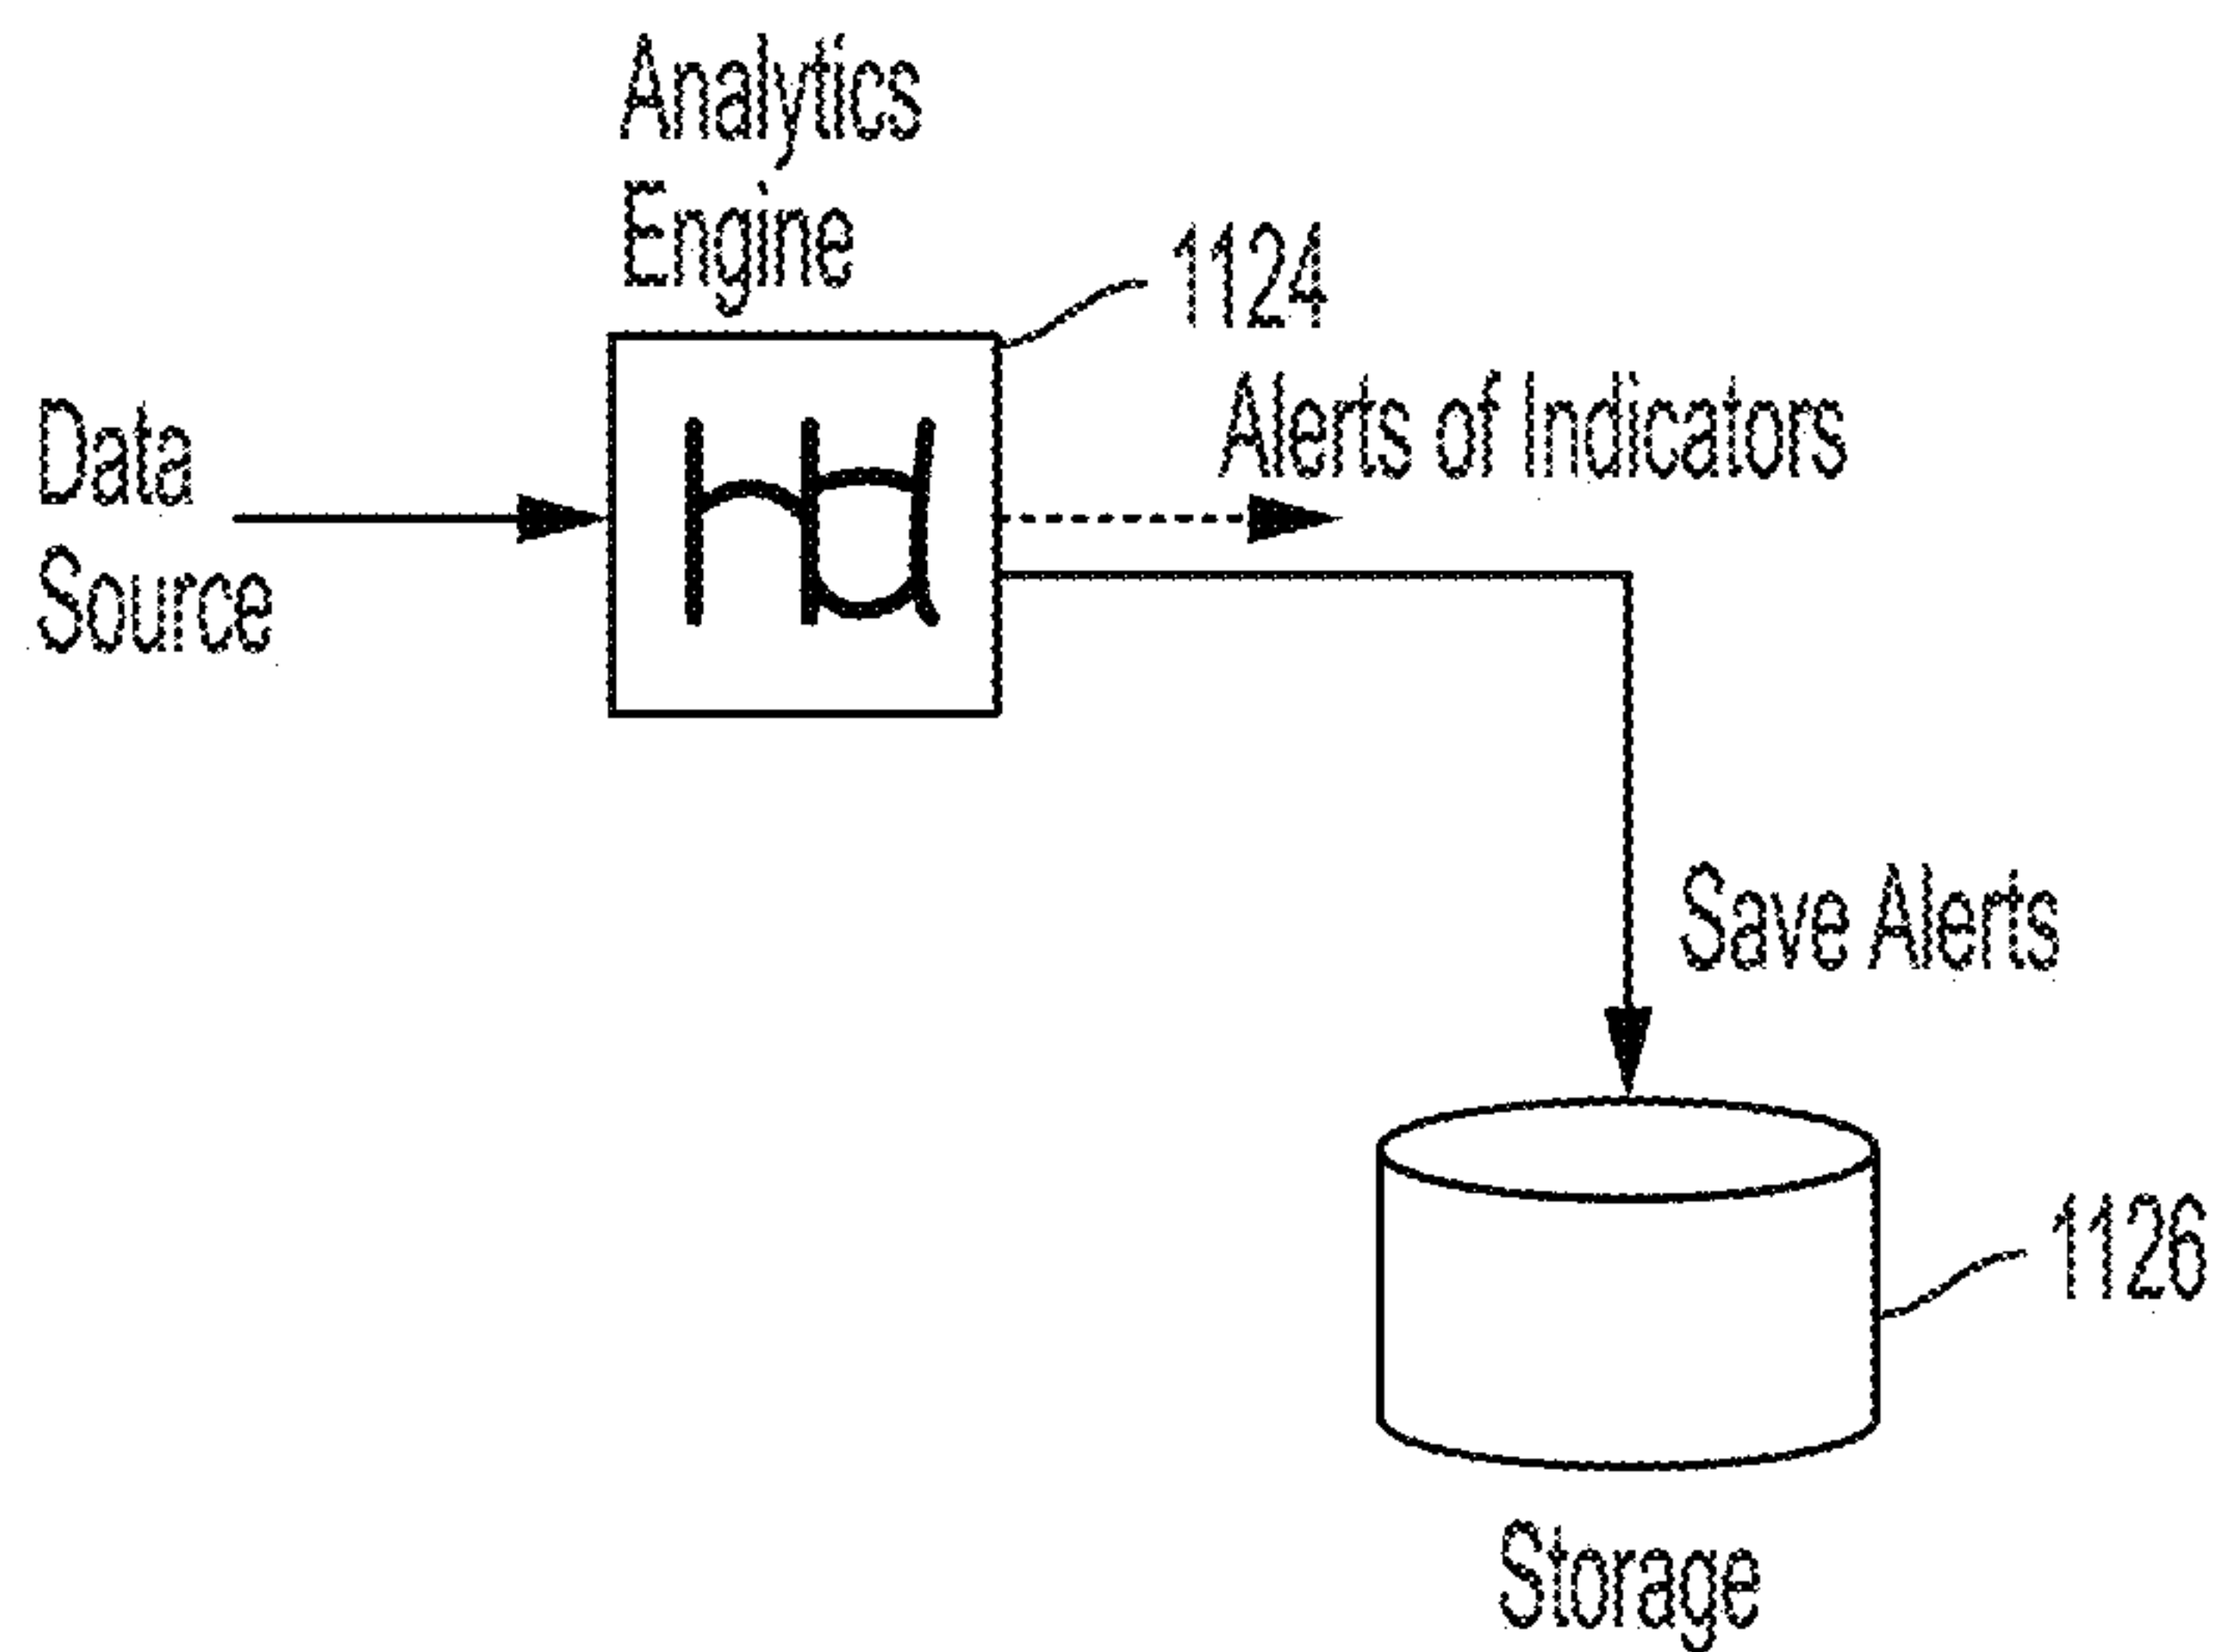 Analytics
Engine
1124
Data
Source
Alerts of Indicators
Save Alerts
1126
Storage